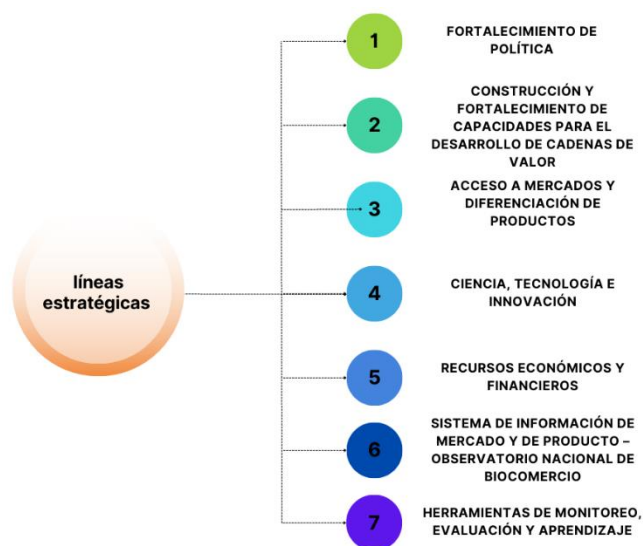 líneas
estratégicas
1
FORTALECIMIENTO DE
POLÍTICA
2
CONSTRUCCIÓN Y
FORTALECIMIENTO DE
CAPACIDADES PARA EL
DESARROLLO DE CADENAS DE
VALOR
3
ACCESO A MERCADOS Y
DIFERENCIACIÓN DE
PRODUCTOS
4
CIENCIA, TECNOLOGÍA E
INNOVACIÓN
5
RECURSOS ECONÓMICOS Y
FINANCIEROS
6
SISTEMA DE INFORMACIÓN DE
MERCADO Y DE PRODUCTO –
OBSERVATORIO NACIONAL DE
BIOCOMERCIO
7
HERRAMIENTAS DE MONITOREO,
EVALUACIÓN Y APRENDIZAJE